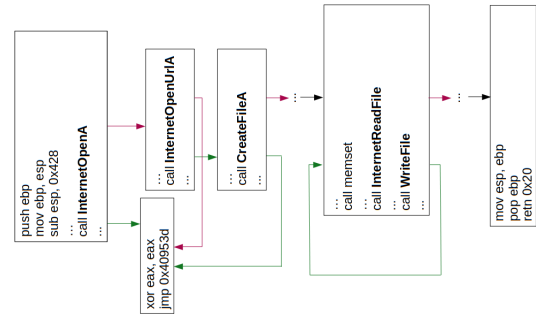 push ebp
mov ebp, esp
sub esp, 0x428
...
call InternetOpenA
...
...
call InternetOpenUrlA
...
xor eax, eax
jmp 0x40953d
...
call CreateFileA
...
...
...
call memset
...
call InternetReadFile
...
call WriteFile
...
...
mov esp, ebp
pop ebp
retn 0x20